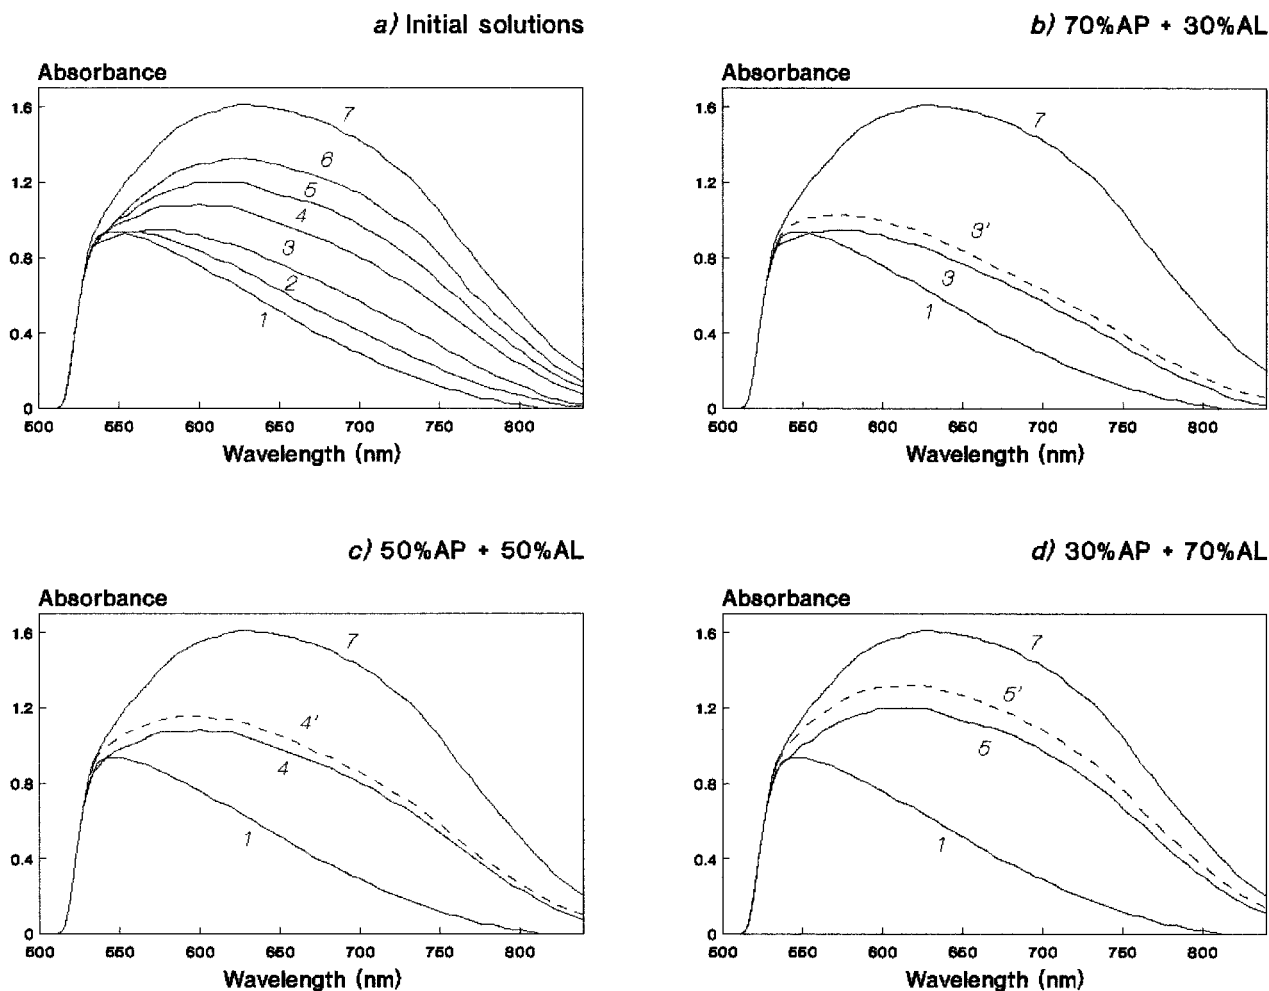 a) Initial solutions
Absorbance
1.6
1.2
0.8
0.4
0
7
6
5
4
3
2
1
500 550 600 650 700 750 800
Wavelength (nm)
b) 70%AP + 30%AL
Absorbance
1.6
1.2
0.8
0.4
0
7
3'
3
1
500 550 600 650 700 750 800
Wavelength (nm)
c) 50%AP + 50%AL
Absorbance
1.6
1.2
0.8
0.4
0
7
4'
4
1
500 550 600 650 700 750 800
Wavelength (nm)
d) 30%AP + 70%AL
Absorbance
1.6
1.2
0.8
0.4
0
7
5'
5
1
500 550 600 650 700 750 800
Wavelength (nm)